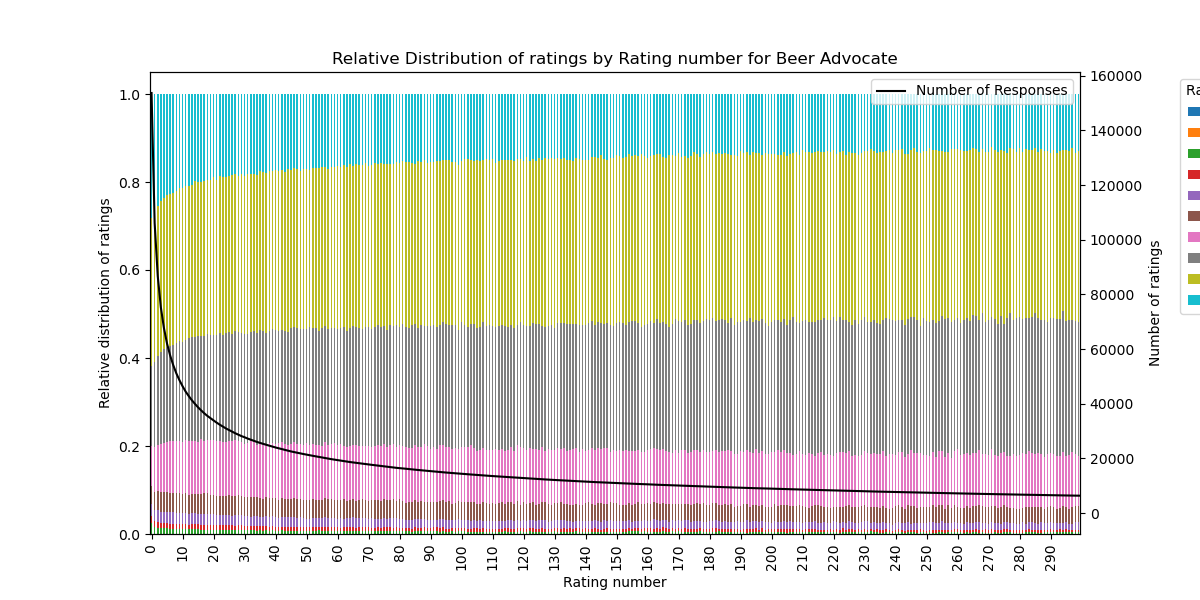 Relative Distribution of ratings by Rating number for Beer Advocate
Number of Responses
Ra
Relative distribution of ratings
1.0
0.8
0.6
0.4
0.2
0.0
160000
140000
120000
100000
80000
60000
40000
20000
0
Number of ratings
0 10 20 30 40 50 60 70 80 90 100 110 120 130 140 150 160 170 180 190 200 210 220 230 240 250 260 270 280 290
Rating number